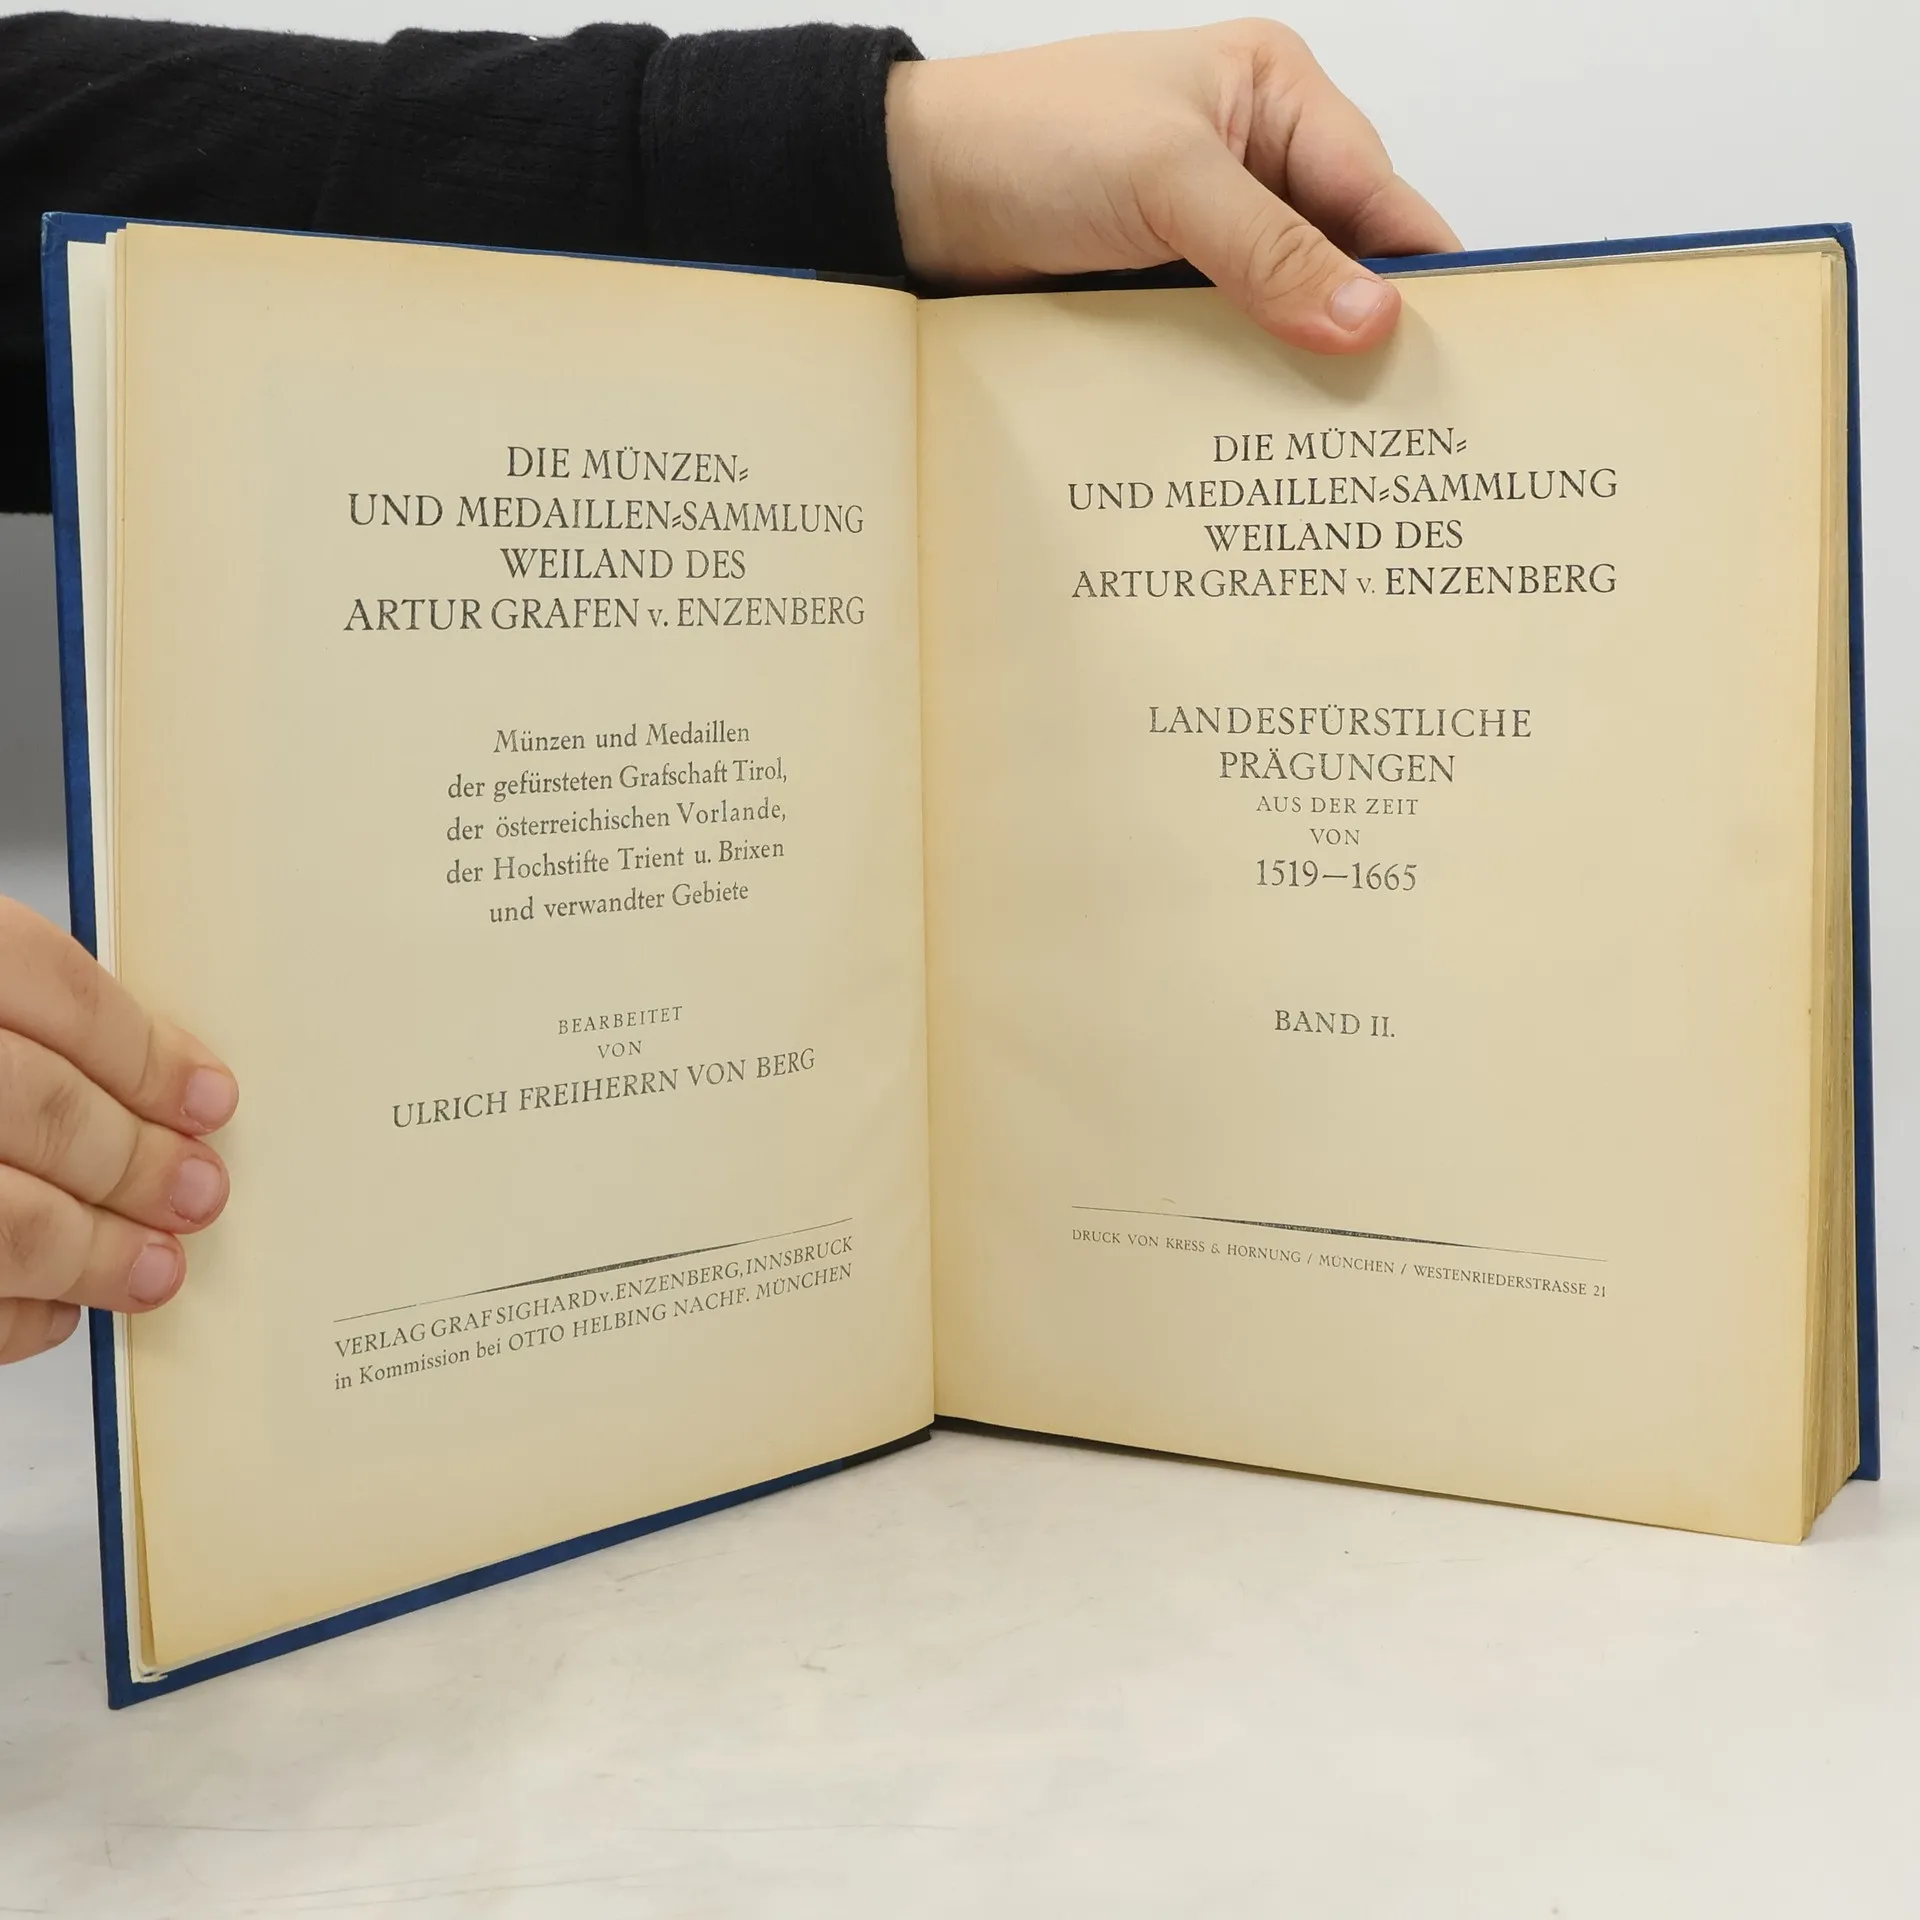 DIE MÜNZEN-
UND MEDAILLEN-SAMMLUNG
WEILAND DES
ARTUR GRAFEN v. ENZENBERG
Münzen und Medaillen
der gefürsteten Grafschaft Tirol,
der österreichischen Vorlande,
der Hochstifte Trient u. Brixen
und verwandter Gebiete
BEARBEITET
VON
ULRICH FREIHERRN VON BERG
VERLAG GRAF SIGHARD v. ENZENBERG, INNSBRUCK
in Kommission bei OTTO HELBING NACHF. MÜNCHEN
DIE MÜNZEN-
UND MEDAILLEN-SAMMLUNG
WEILAND DES
ARTUR GRAFEN v. ENZENBERG
LANDESFÜRSTLICHE
PRÄGUNGEN
AUS DER ZEIT
VON
1519—1665
BAND II.
DRUCK VON KRESS & HORNUNG / MÜNCHEN / WESTENRIEDERSTRASSE 21